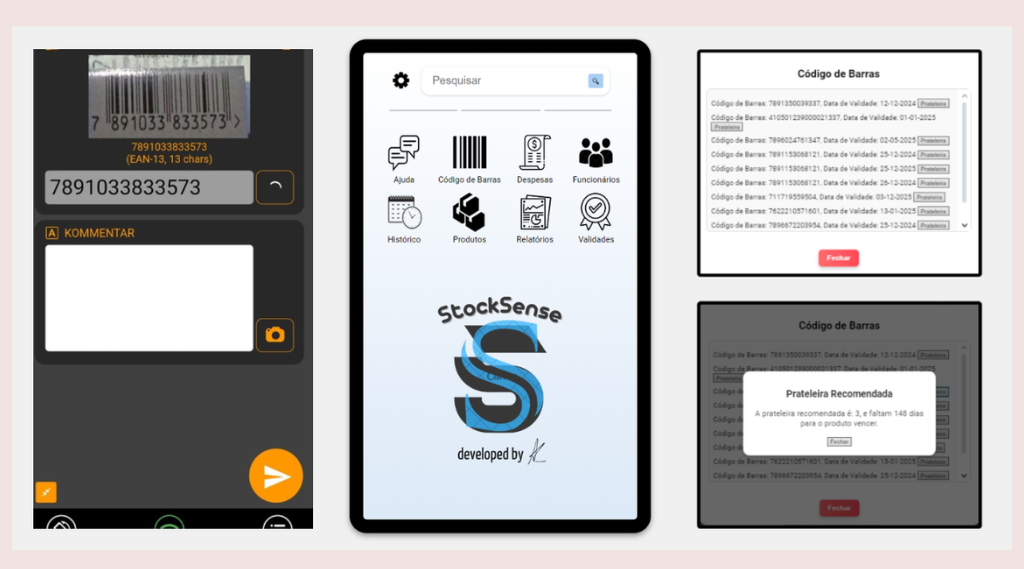 7 891033 833573 >
7891033833573
(EAN-13, 13 chars)
7891033833573
A KOMMENTAR
Pesquisar
Ajuda
Código de Barras
Despesas
Funcionários
Histórico
Produtos
Relatórios
Validades
StockSense
developed by
Código de Barras
Código de Barras: 7891350039337, Data de Validade: 12-12-2024 Prateleira
Código de Barras: 410501239000021337, Data de Validade: 01-01-2025
Prateleira
Código de Barras: 7896024761347, Data de Validade: 02-05-2025 Prateleira
Código de Barras: 7891153068121, Data de Validade: 25-12-2024 Prateleira
Código de Barras: 7891153068121, Data de Validade: 25-12-2025 Prateleira
Código de Barras: 7891153068121, Data de Validade: 26-12-2024 Prateleira
Código de Barras: 711719559504, Data de Validade: 03-12-2025 Prateleira
Código de Barras: 7622210571601, Data de Validade: 13-01-2025 Prateleira
Código de Barras: 7896672203954, Data de Validade: 25-12-2024 Prateleira
Fechar
Código de Barras
Código de Barras: 7891350039337, Data de Validade: 12-12-2024 Prateleira
Código de Barras: 410501239000021337, Data de Validade: 01-01-2025
Prateleira
Prateleira Recomendada
A prateleira recomendada é: 3, e faltam 148 dias
para o produto vencer.
Fechar
Código de Barras: 7622210571601, Data de Validade: 13-01-2025 Prateleira
Código de Barras: 7896672203954, Data de Validade: 25-12-2024 Prateleira
Fechar